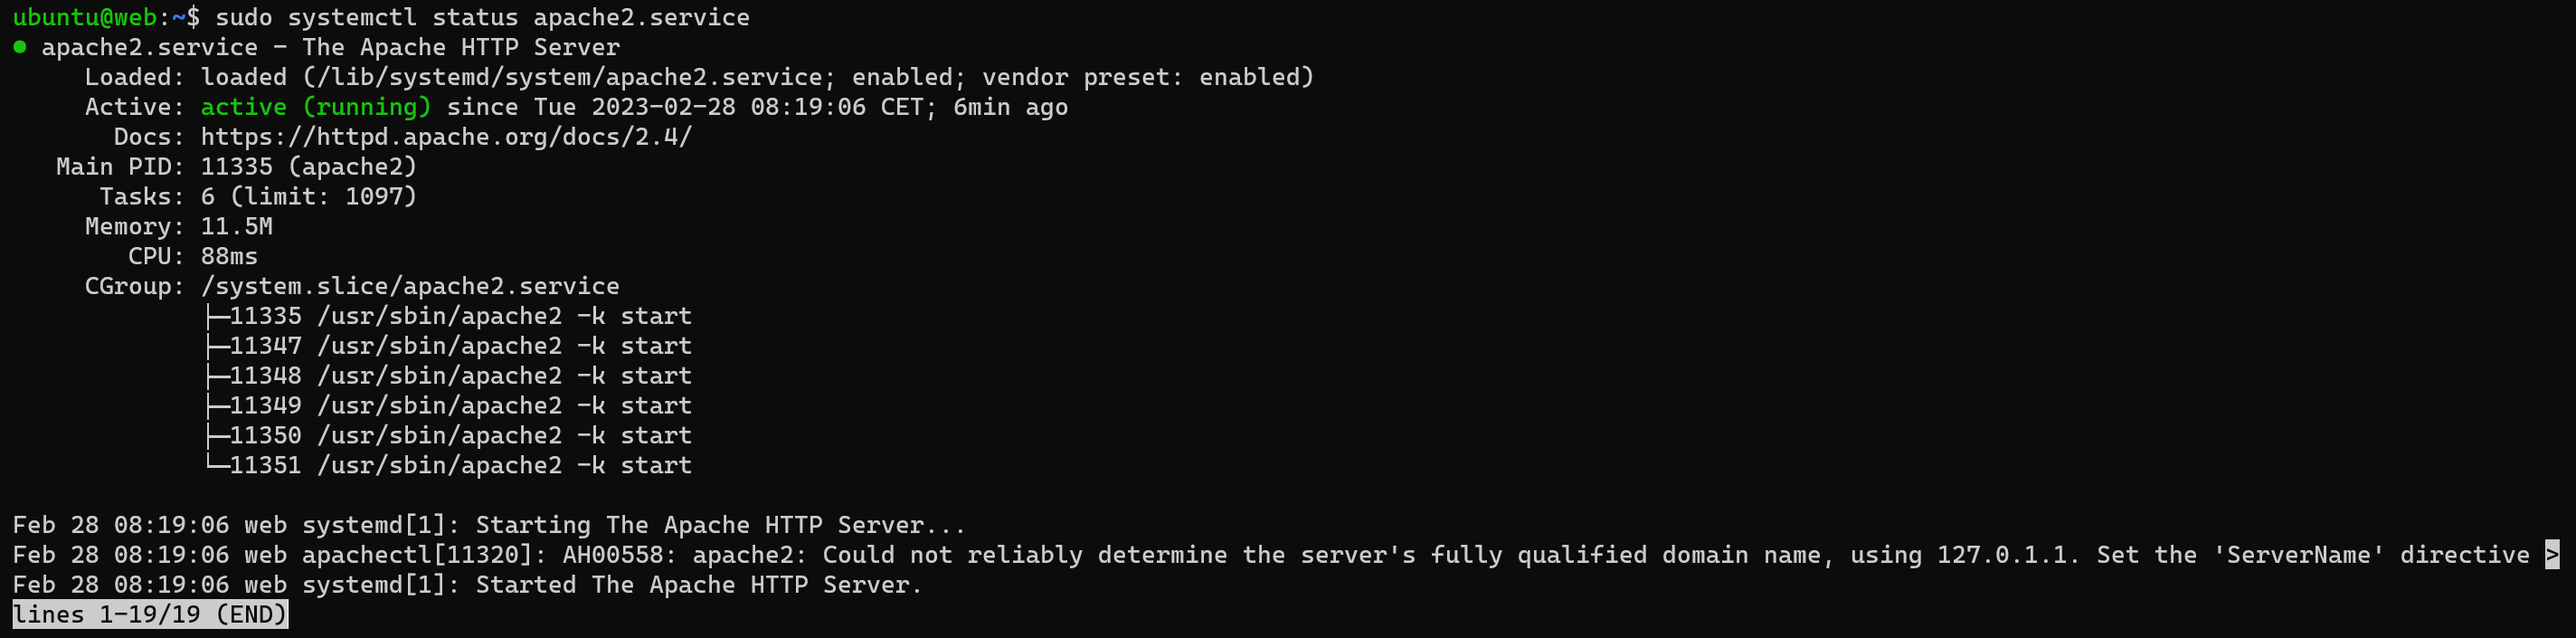 ubuntu@web:~$ sudo systemctl status apache2.service
● apache2.service - The Apache HTTP Server
     Loaded: loaded (/lib/systemd/system/apache2.service; enabled; vendor preset: enabled)
     Active: active (running) since Tue 2023-02-28 08:19:06 CET; 6min ago
       Docs: https://httpd.apache.org/docs/2.4/
   Main PID: 11335 (apache2)
      Tasks: 6 (limit: 1097)
     Memory: 11.5M
        CPU: 88ms
     CGroup: /system.slice/apache2.service
             ├─11335 /usr/sbin/apache2 -k start
             ├─11347 /usr/sbin/apache2 -k start
             ├─11348 /usr/sbin/apache2 -k start
             ├─11349 /usr/sbin/apache2 -k start
             ├─11350 /usr/sbin/apache2 -k start
             └─11351 /usr/sbin/apache2 -k start

Feb 28 08:19:06 web systemd[1]: Starting The Apache HTTP Server...
Feb 28 08:19:06 web apachectl[11320]: AH00558: apache2: Could not reliably determine the server's fully qualified domain name, using 127.0.1.1. Set the 'ServerName' directive >
Feb 28 08:19:06 web systemd[1]: Started The Apache HTTP Server.
lines 1-19/19 (END)